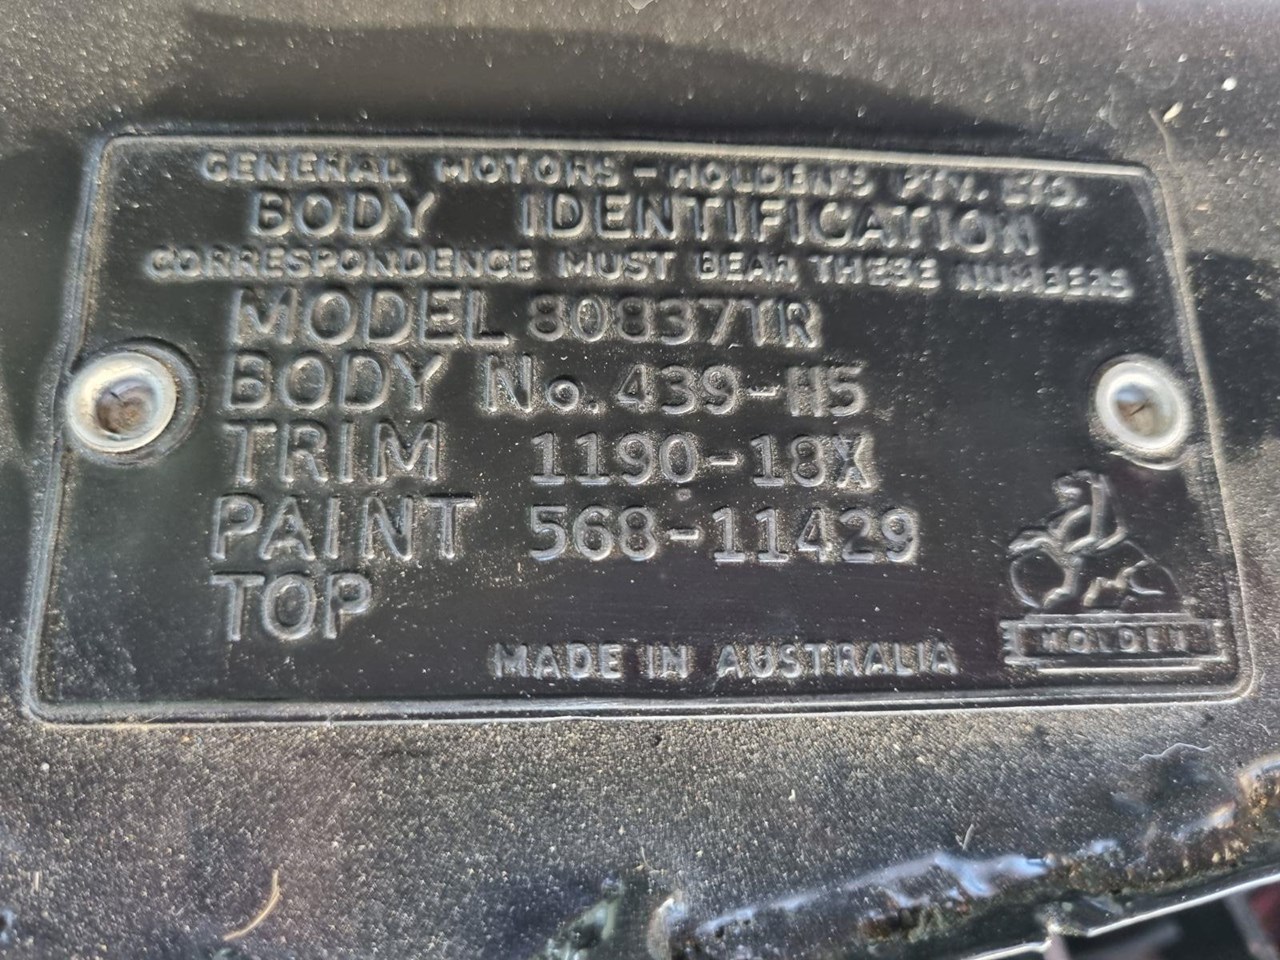 GENERAL MOTORS - HOLDEN'S PTY. LTD.
BODY IDENTIFICATION
CORRESPONDENCE MUST BEAR THESE NUMBERS
MODEL 80837TR
BODY No. 439-H5
TRIM 1190-18X
PAINT 568-11429
TOP
MADE IN AUSTRALIA
HOLDEN